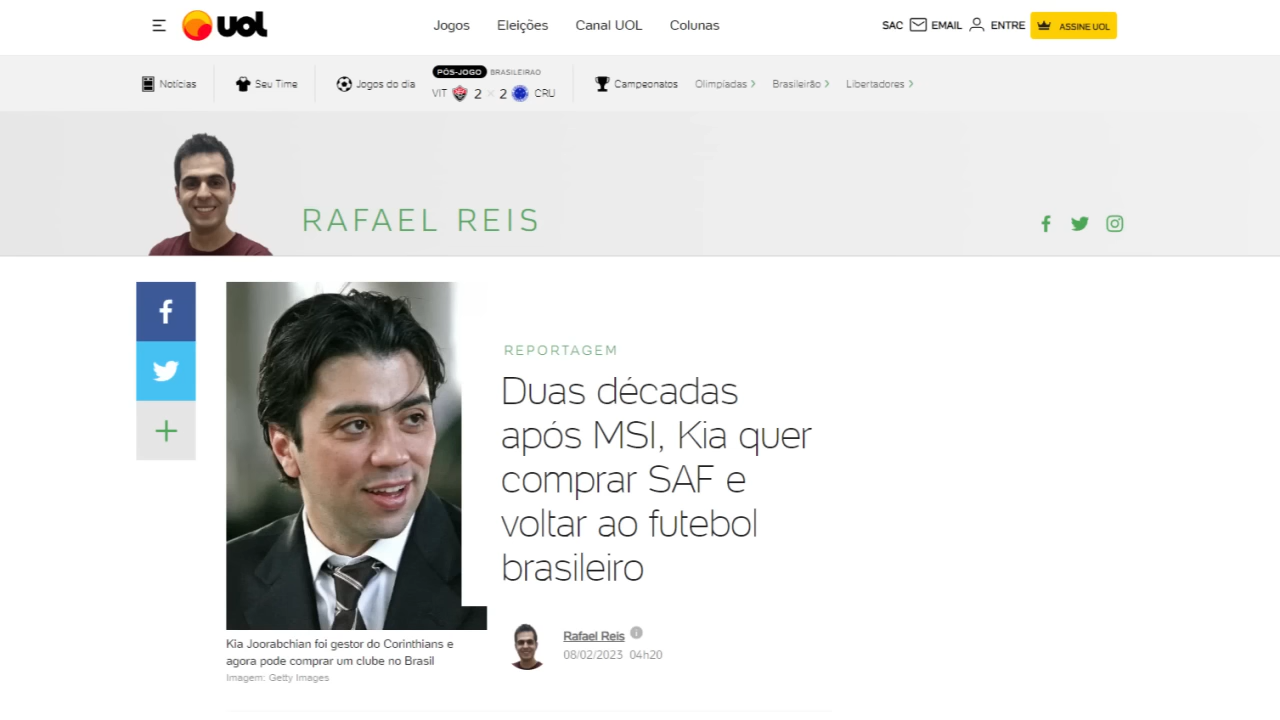 uol
Jogos Eleições Canal UOL Colunas
SAC EMAIL ENTRE ASSINE UOL
Notícias Seu Time Jogos do dia
PÓS-JOGO BRASILEIRAO
VIT 2 × 2 CRU
Campeonatos Olimpíadas Brasileirão Libertadores
RAFAEL REIS
REPORTAGEM
Duas décadas
após MSI, Kia quer
comprar SAF e
voltar ao futebol
brasileiro
Rafael Reis
08/02/2023 04h20
Kia Joorabchian foi gestor do Corinthians e
agora pode comprar um clube no Brasil
Imagem: Getty Images